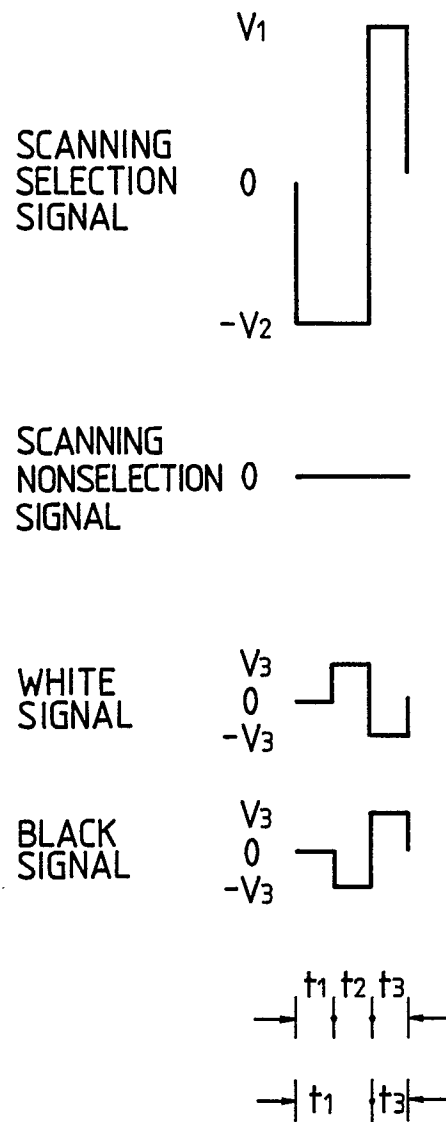 V1
SCANNING
SELECTION 0
SIGNAL
-V2
SCANNING
NONSELECTION 0
SIGNAL
V3
WHITE 0
SIGNAL
-V3
V3
BLACK 0
SIGNAL
-V3
t1 t2 t3
t1 t3